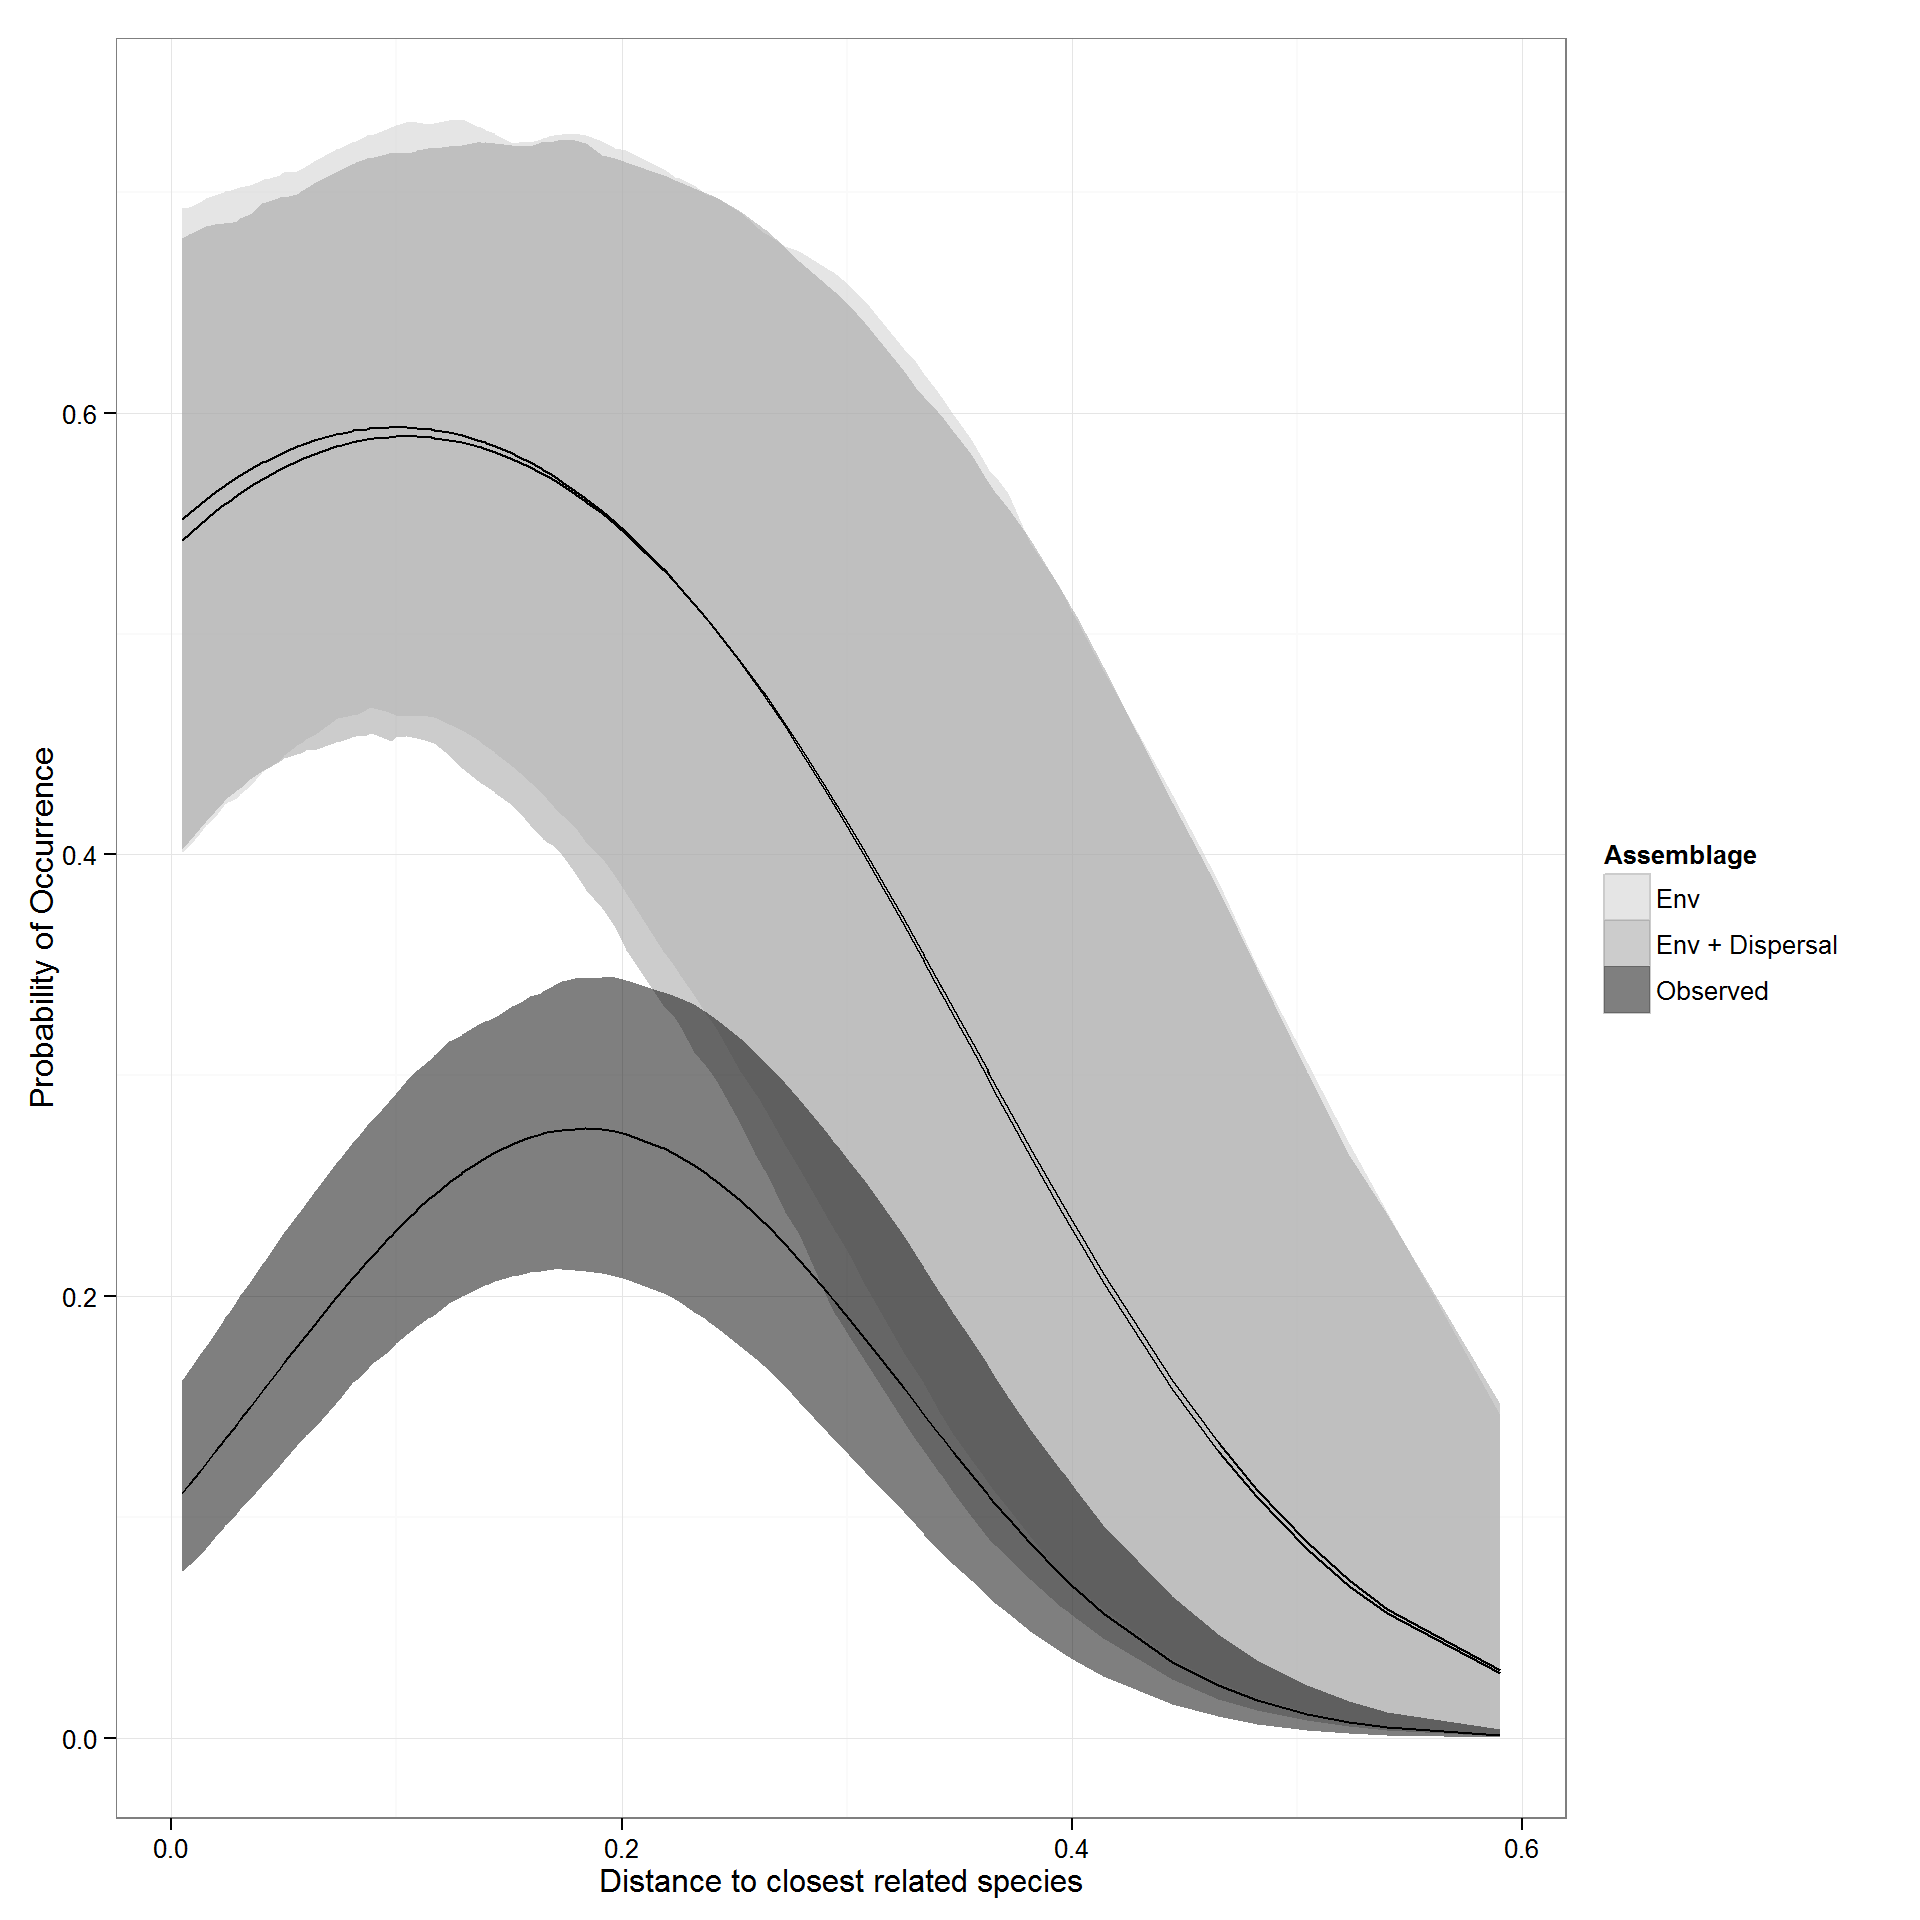 0.6
0.4
0.2
0.0
Probability of Occurrence
0.0 0.2 0.4 0.6
Distance to closest related species
Assemblage
Env
Env + Dispersal
Observed